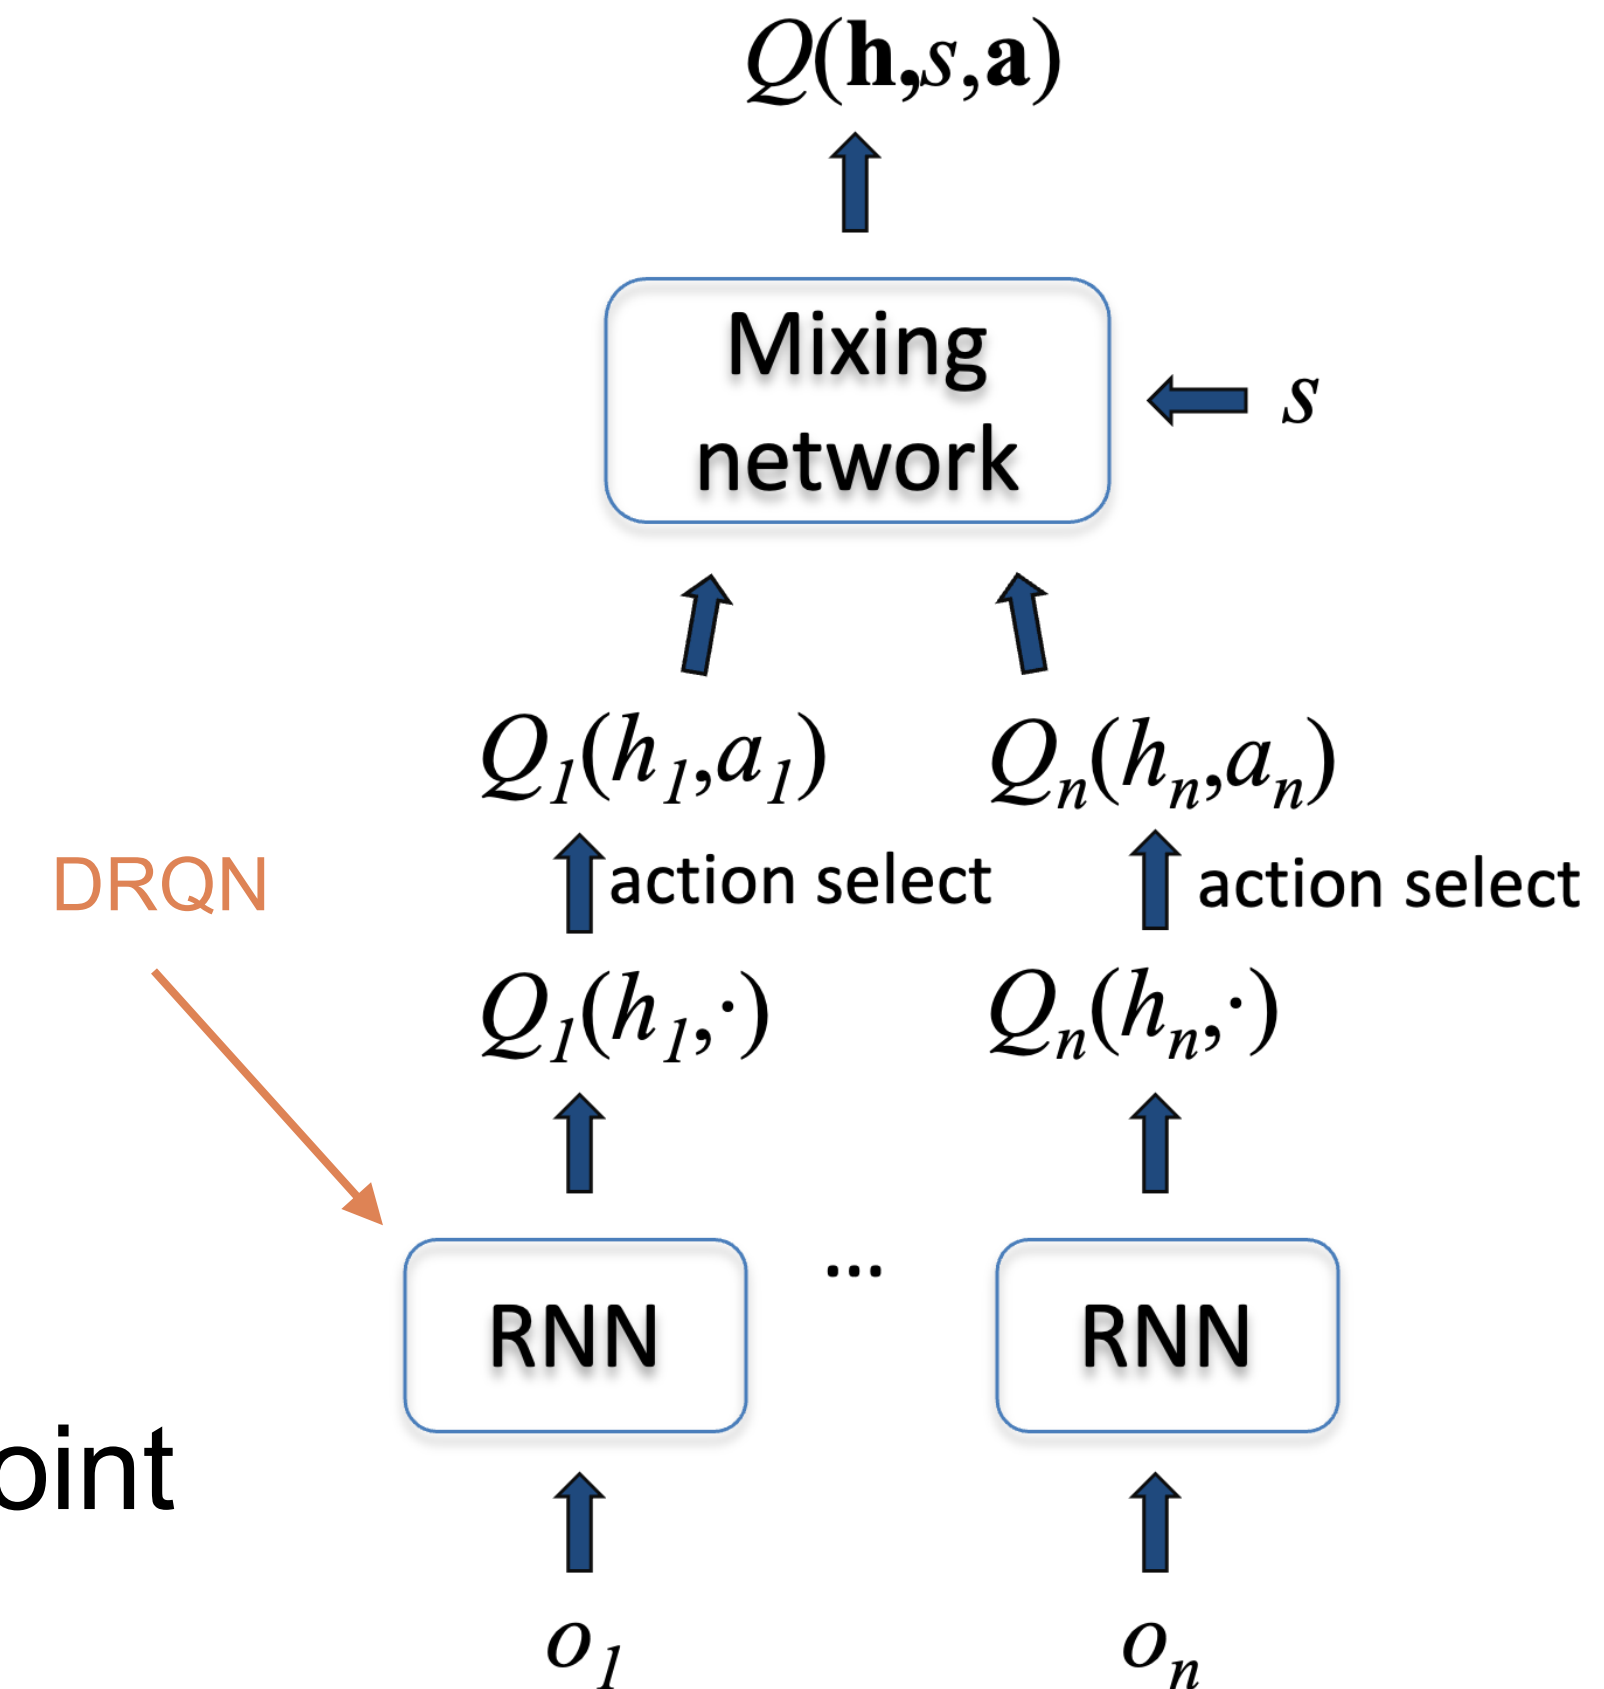 Q(h,s,a)
Mixing
network
s
Q₁(h₁,a₁) Qₙ(hₙ,aₙ)
DRQN
action select action select
Q₁(h₁,·) Qₙ(hₙ,·)
...
RNN RNN
oint
o₁ oₙ